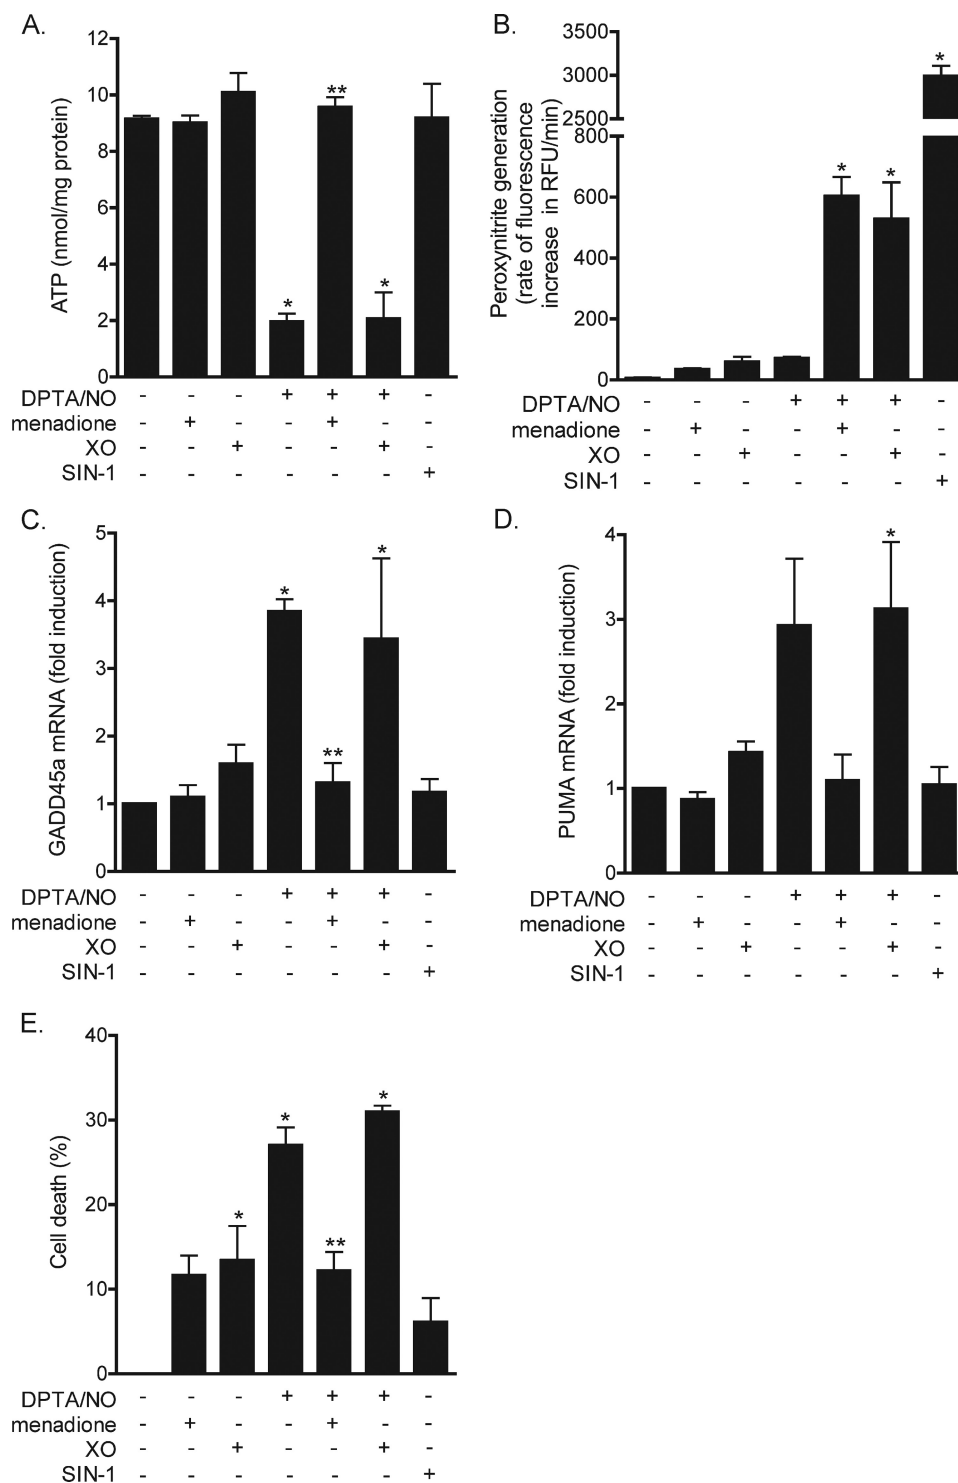 A.
12
10
8
6
4
2
0
ATP (nmol/mg protein)
* ** *
DPTA/NO - - - + + + -
menadione - + - - + - -
XO - - + - - + -
SIN-1 - - - - - - +
B.
3500
3000
2500
800
600
400
200
0
Peroxynitrite generation
(rate of fluorescence
increase in RFU/min)
* * *
DPTA/NO - - - + + + -
menadione - + - - + - -
XO - - + - - + -
SIN-1 - - - - - - +
C.
5
4
3
2
1
0
GADD45a mRNA (fold induction)
* ** *
DPTA/NO - - - + + + -
menadione - + - - + - -
XO - - + - - + -
SIN-1 - - - - - - +
D.
4
3
2
1
0
PUMA mRNA (fold induction)
*
DPTA/NO - - - + + + -
menadione - + - - + - -
XO - - + - - + -
SIN-1 - - - - - - +
E.
40
30
20
10
0
Cell death (%)
* * ** *
DPTA/NO - - - + + + -
menadione - + - - + - -
XO - - + - - + -
SIN-1 - - - - - - +